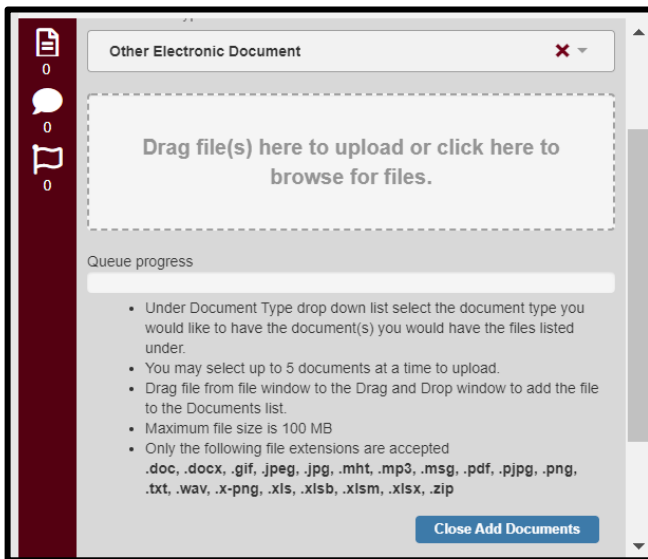 0
0
0
Other Electronic Document
Drag file(s) here to upload or click here to
browse for files.
Queue progress
Under Document Type drop down list select the document type you
would like to have the document(s) you would have the files listed
under.
You may select up to 5 documents at a time to upload.
Drag file from file window to the Drag and Drop window to add the file
to the Documents list.
Maximum file size is 100 MB
Only the following file extensions are accepted
.doc, .docx, .gif, .jpeg, .jpg, .mht, .mp3, .msg, .pdf, .pjpg, .png,
.txt, .wav, .x-png, .xls, .xlsb, .xlsm, .xlsx, .zip
Close Add Documents